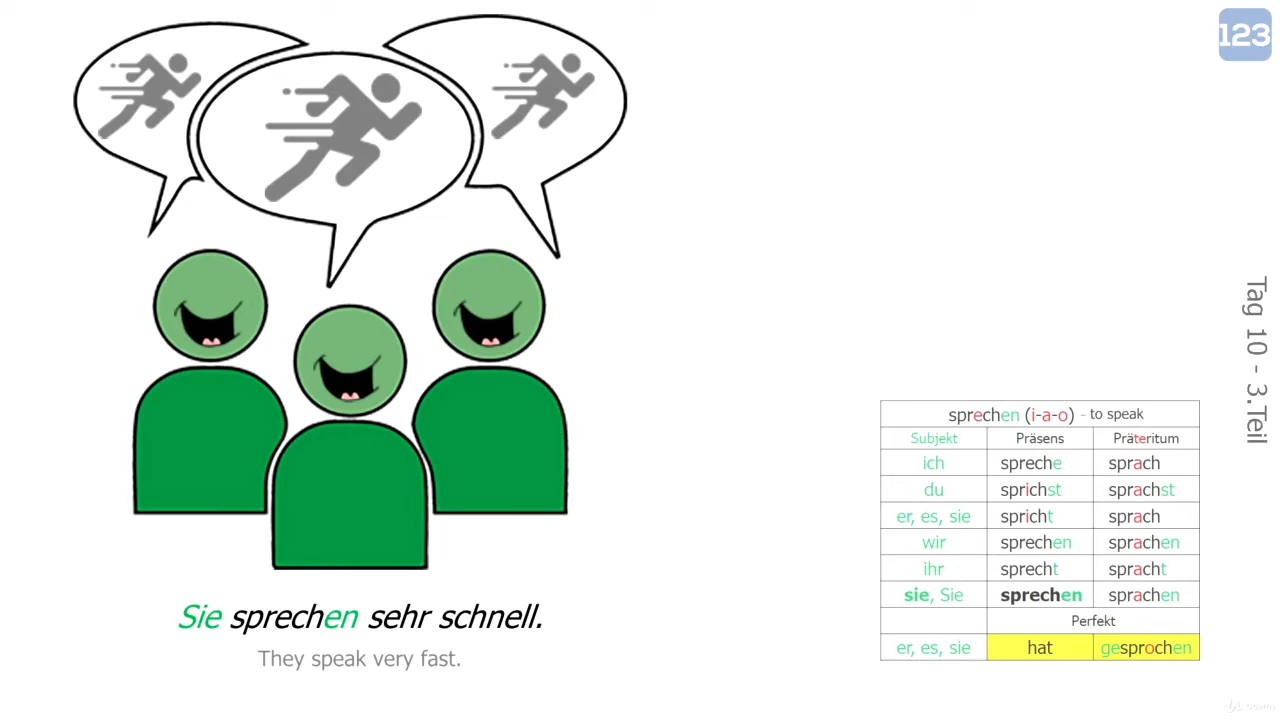 123
Tag 10 - 3.Teil
Sie sprechen sehr schnell.
They speak very fast.
sprechen (i-a-o) - to speak
Subjekt Präsens Präteritum
ich spreche sprach
du sprichst sprachst
er, es, sie spricht sprach
wir sprechen sprachen
ihr sprecht spracht
sie, Sie sprechen sprachen
Perfekt
er, es, sie hat gesprochen